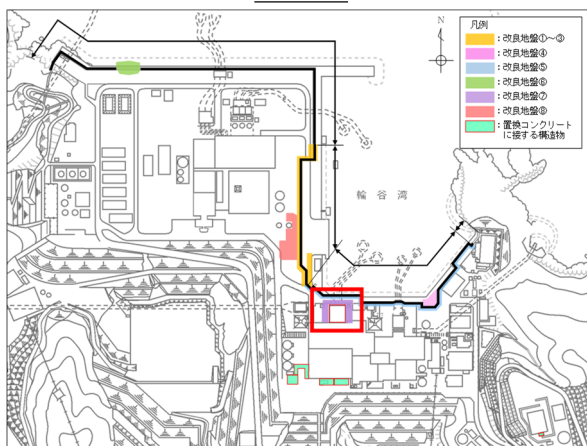 凡例
：改良地盤①～③
：改良地盤④
：改良地盤⑤
：改良地盤⑥
：改良地盤⑦
：改良地盤⑧
：置換コンクリート
に接する構造物
N
輪谷湾